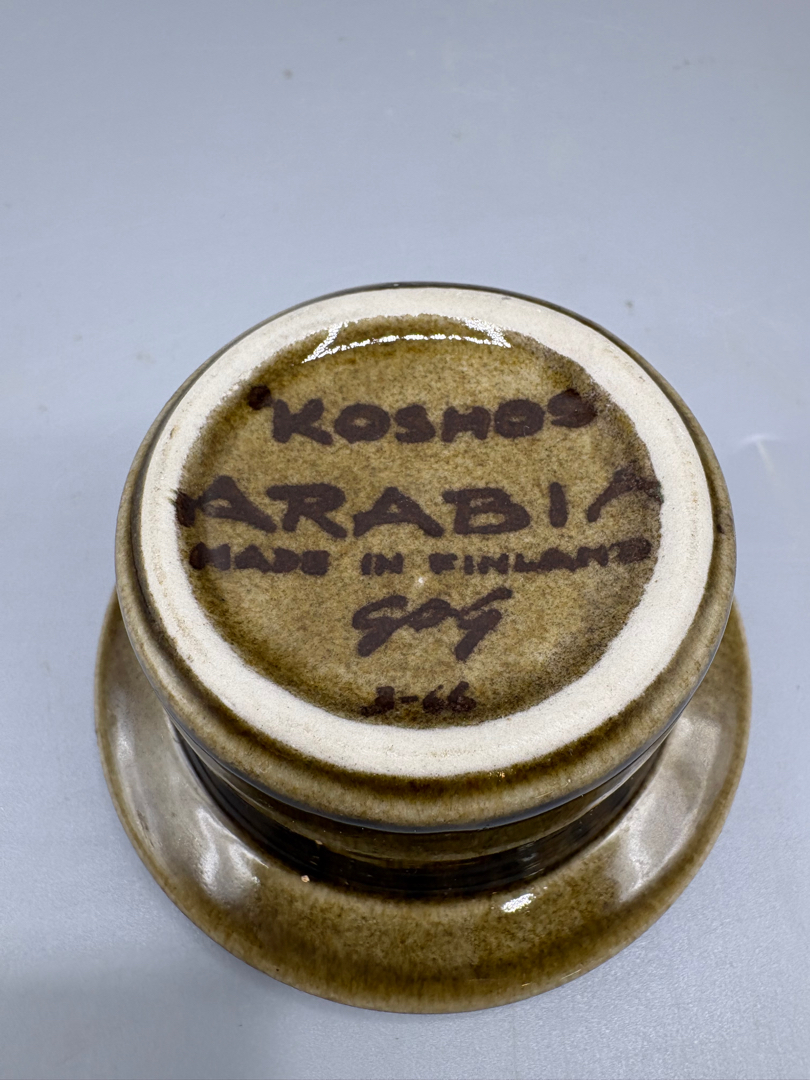 KOSMOS
ARABIA
MADE IN FINLAND
GOG
3-66